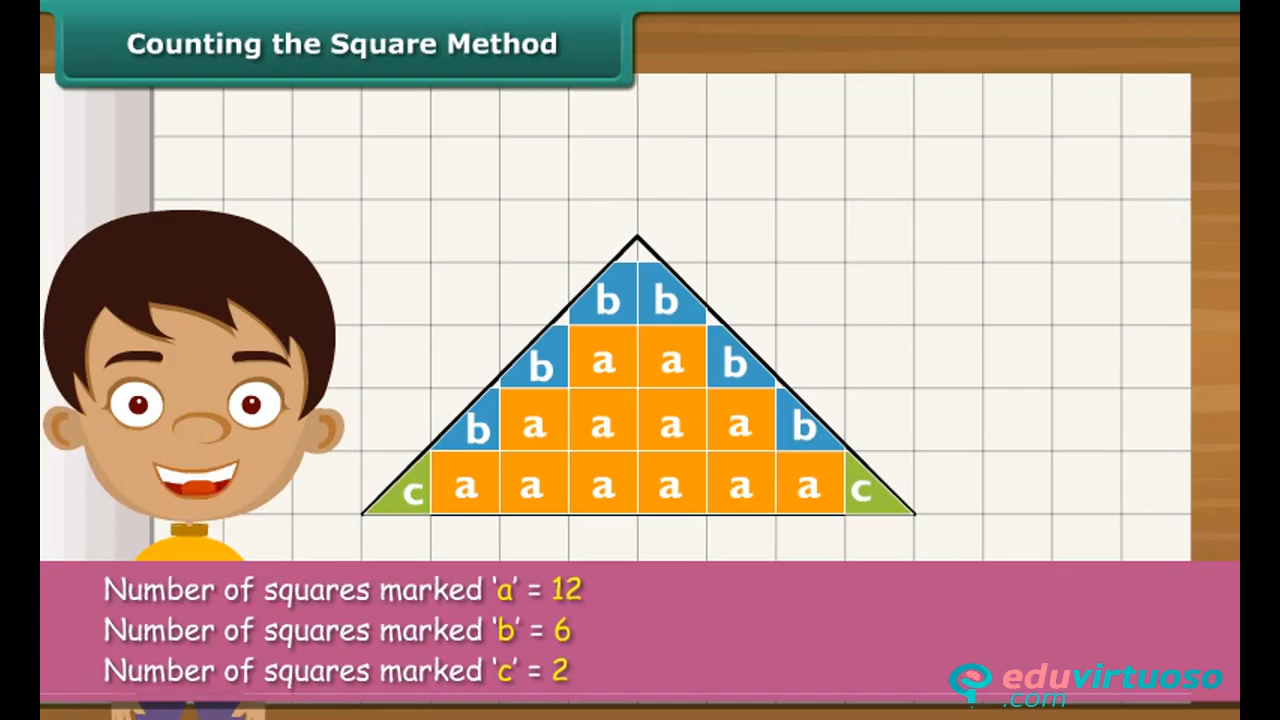 Counting the Square Method
b b
b a a b
b a a a a b
c a a a a a a c
Number of squares marked 'a' = 12
Number of squares marked 'b' = 6
Number of squares marked 'c' = 2
eduvirtuoso
.com